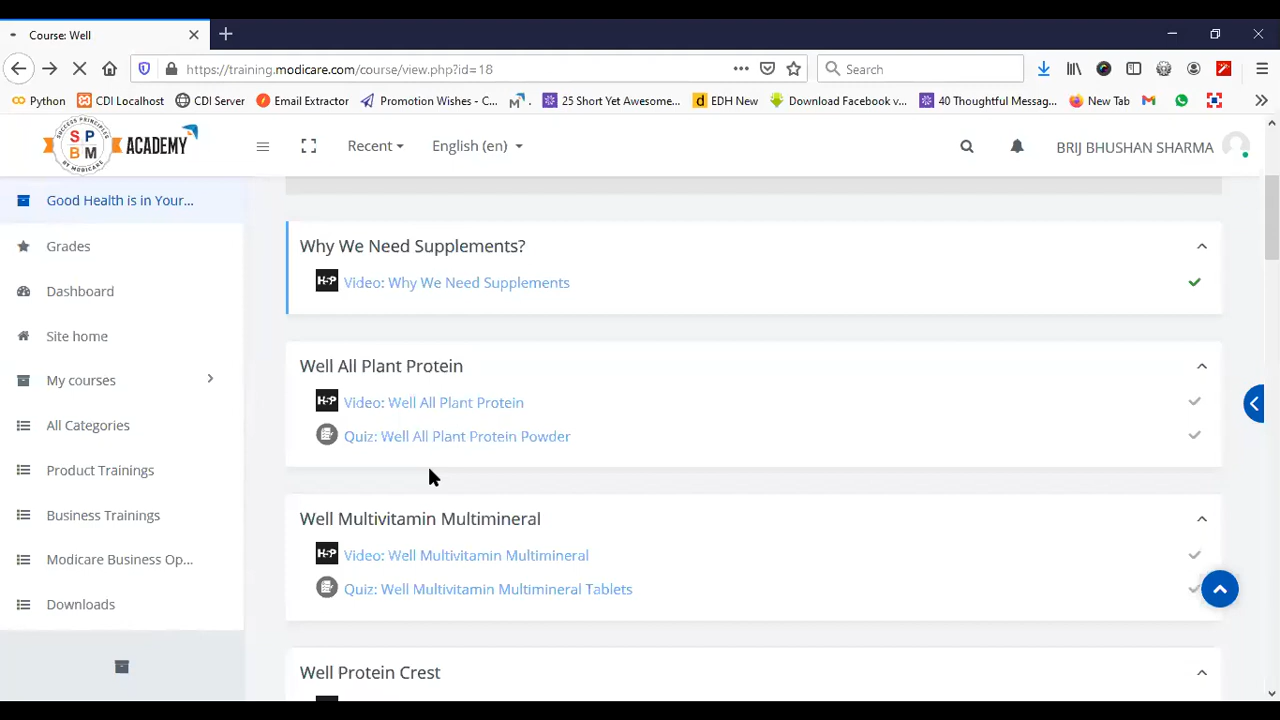 Course: Well
https://training.modicare.com/course/view.php?id=18
Search
Python
CDI Localhost
CDI Server
Email Extractor
Promotion Wishes - C...
25 Short Yet Awesome...
EDH New
Download Facebook v...
40 Thoughtful Messag...
New Tab
SUCCESS PRINCIPLES
S P
B M
BY MODICARE
ACADEMY
Recent
English (en)
BRIJ BHUSHAN SHARMA
Good Health is in Your...
Grades
Dashboard
Site home
My courses
All Categories
Product Trainings
Business Trainings
Modicare Business Op...
Downloads
Why We Need Supplements?
H-P Video: Why We Need Supplements
Well All Plant Protein
H-P Video: Well All Plant Protein
Quiz: Well All Plant Protein Powder
Well Multivitamin Multimineral
H-P Video: Well Multivitamin Multimineral
Quiz: Well Multivitamin Multimineral Tablets
Well Protein Crest